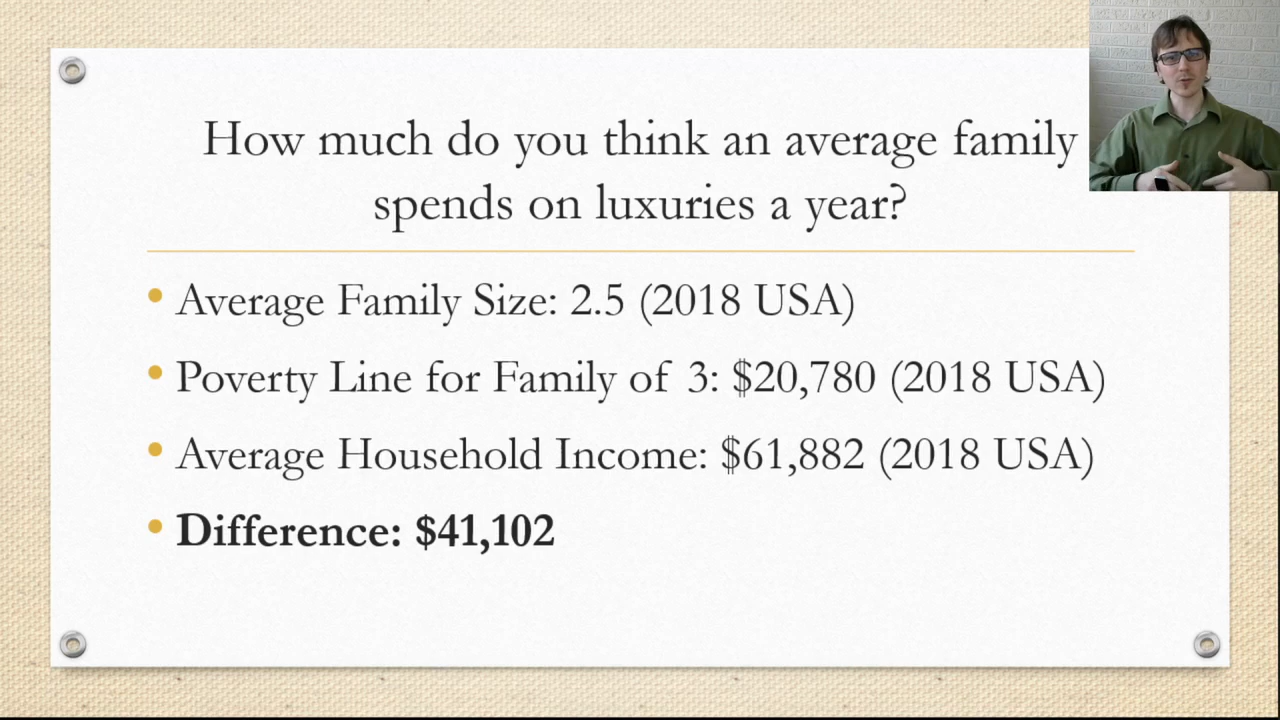 How much do you think an average family
spends on luxuries a year?
• Average Family Size: 2.5 (2018 USA)
• Poverty Line for Family of 3: $20,780 (2018 USA)
• Average Household Income: $61,882 (2018 USA)
• Difference: $41,102